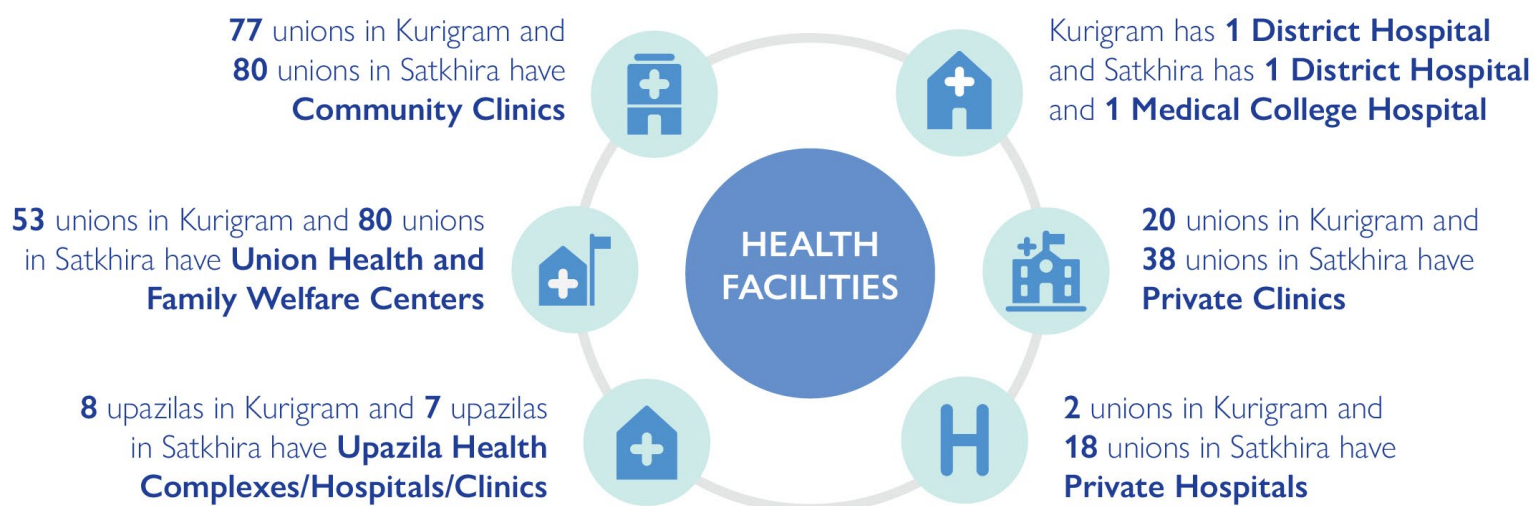 77 unions in Kurigram and
80 unions in Satkhira have
Community Clinics
Kurigram has 1 District Hospital
and Satkhira has 1 District Hospital
and 1 Medical College Hospital
53 unions in Kurigram and 80 unions
in Satkhira have Union Health and
Family Welfare Centers
HEALTH
FACILITIES
20 unions in Kurigram and
38 unions in Satkhira have
Private Clinics
8 upazilas in Kurigram and 7 upazilas
in Satkhira have Upazila Health
Complexes/Hospitals/Clinics
H
2 unions in Kurigram and
18 unions in Satkhira have
Private Hospitals